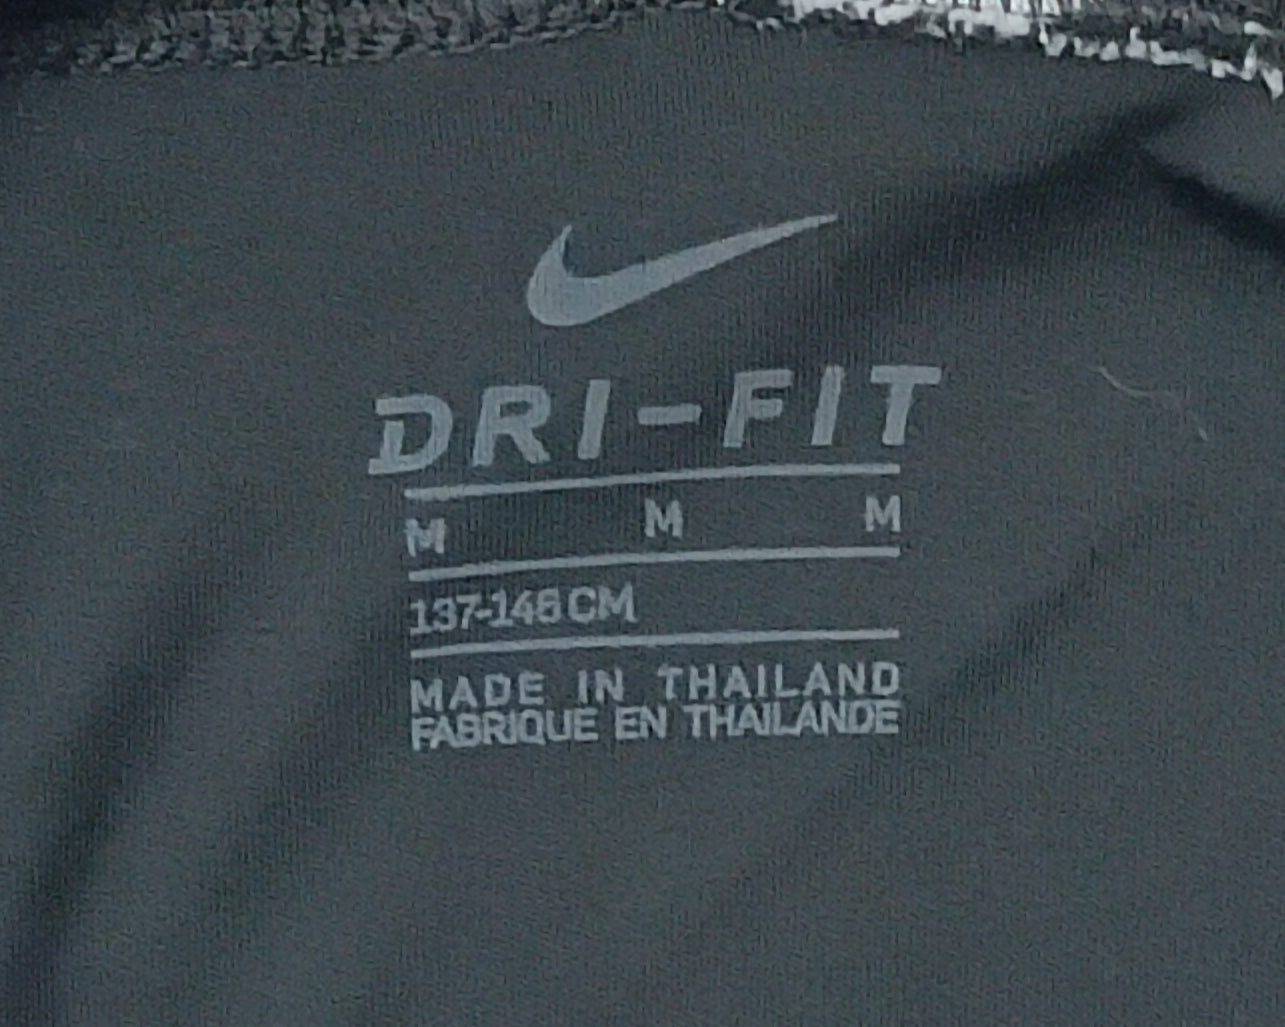 DRI-FIT
M M M
137-146 CM
MADE IN THAILAND
FABRIQUE EN THAILANDE